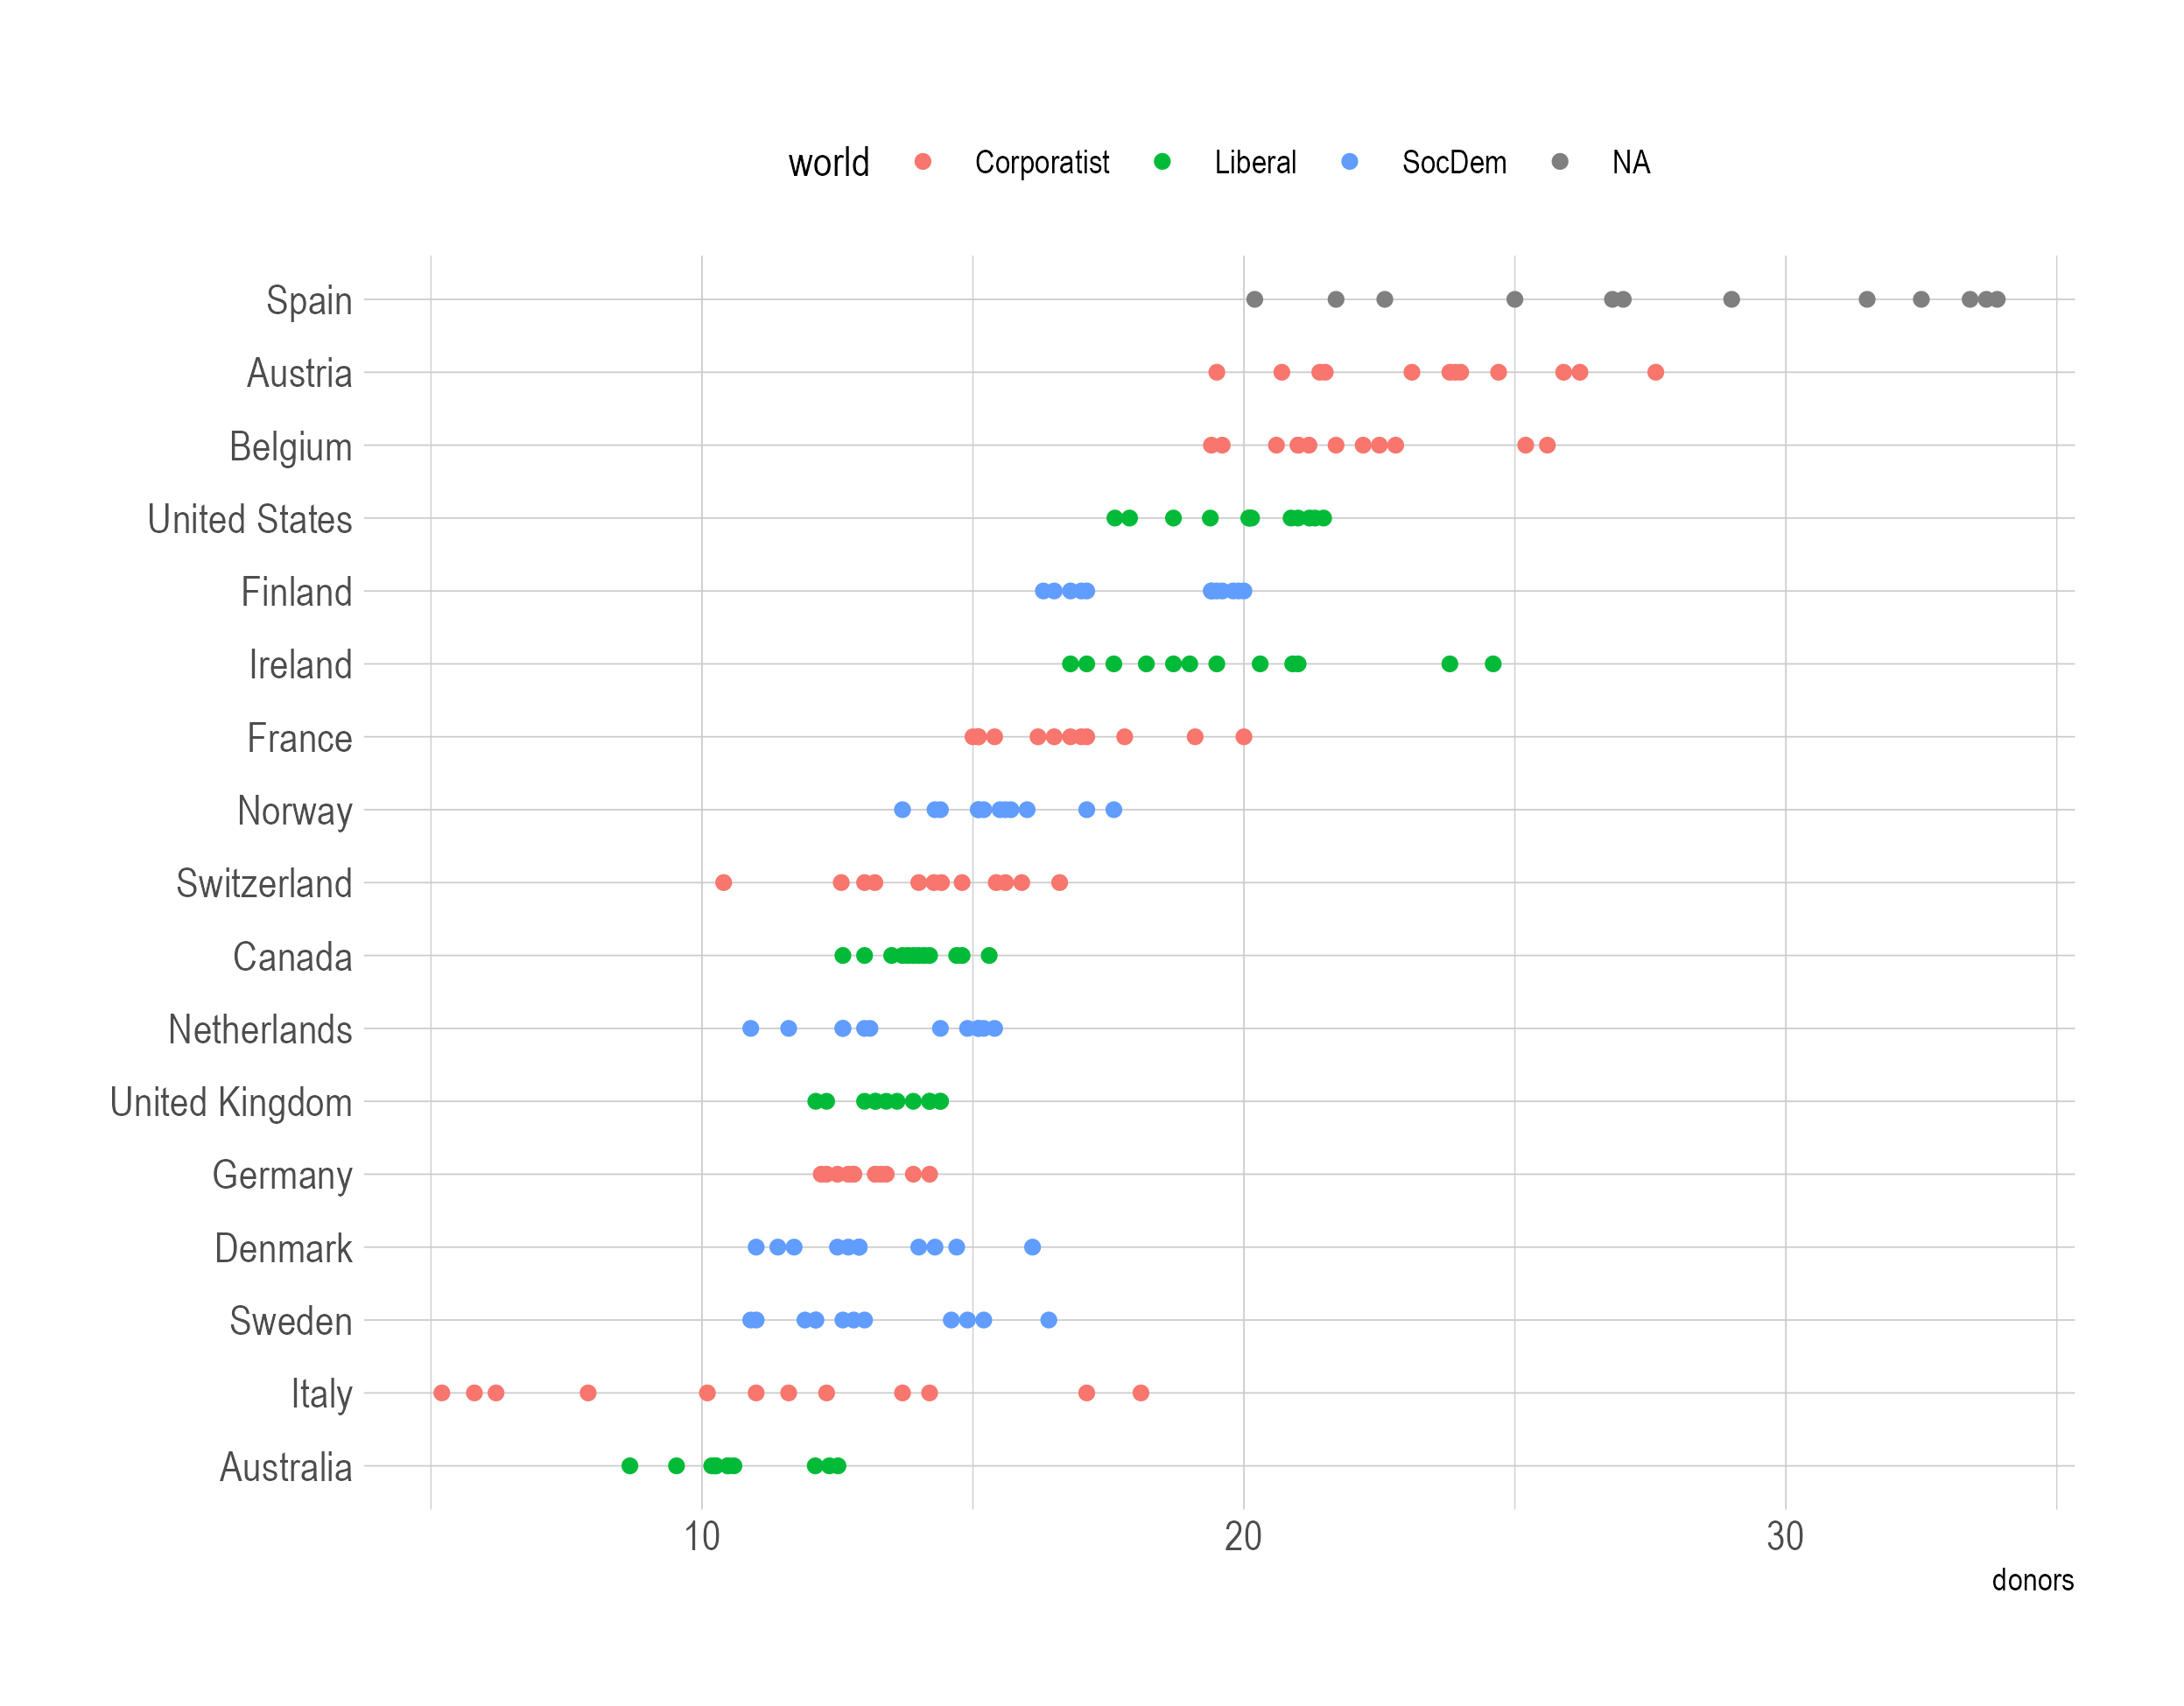 world Corporatist Liberal SocDem NA
Spain
Austria
Belgium
United States
Finland
Ireland
France
Norway
Switzerland
Canada
Netherlands
United Kingdom
Germany
Denmark
Sweden
Italy
Australia
10 20 30
donors